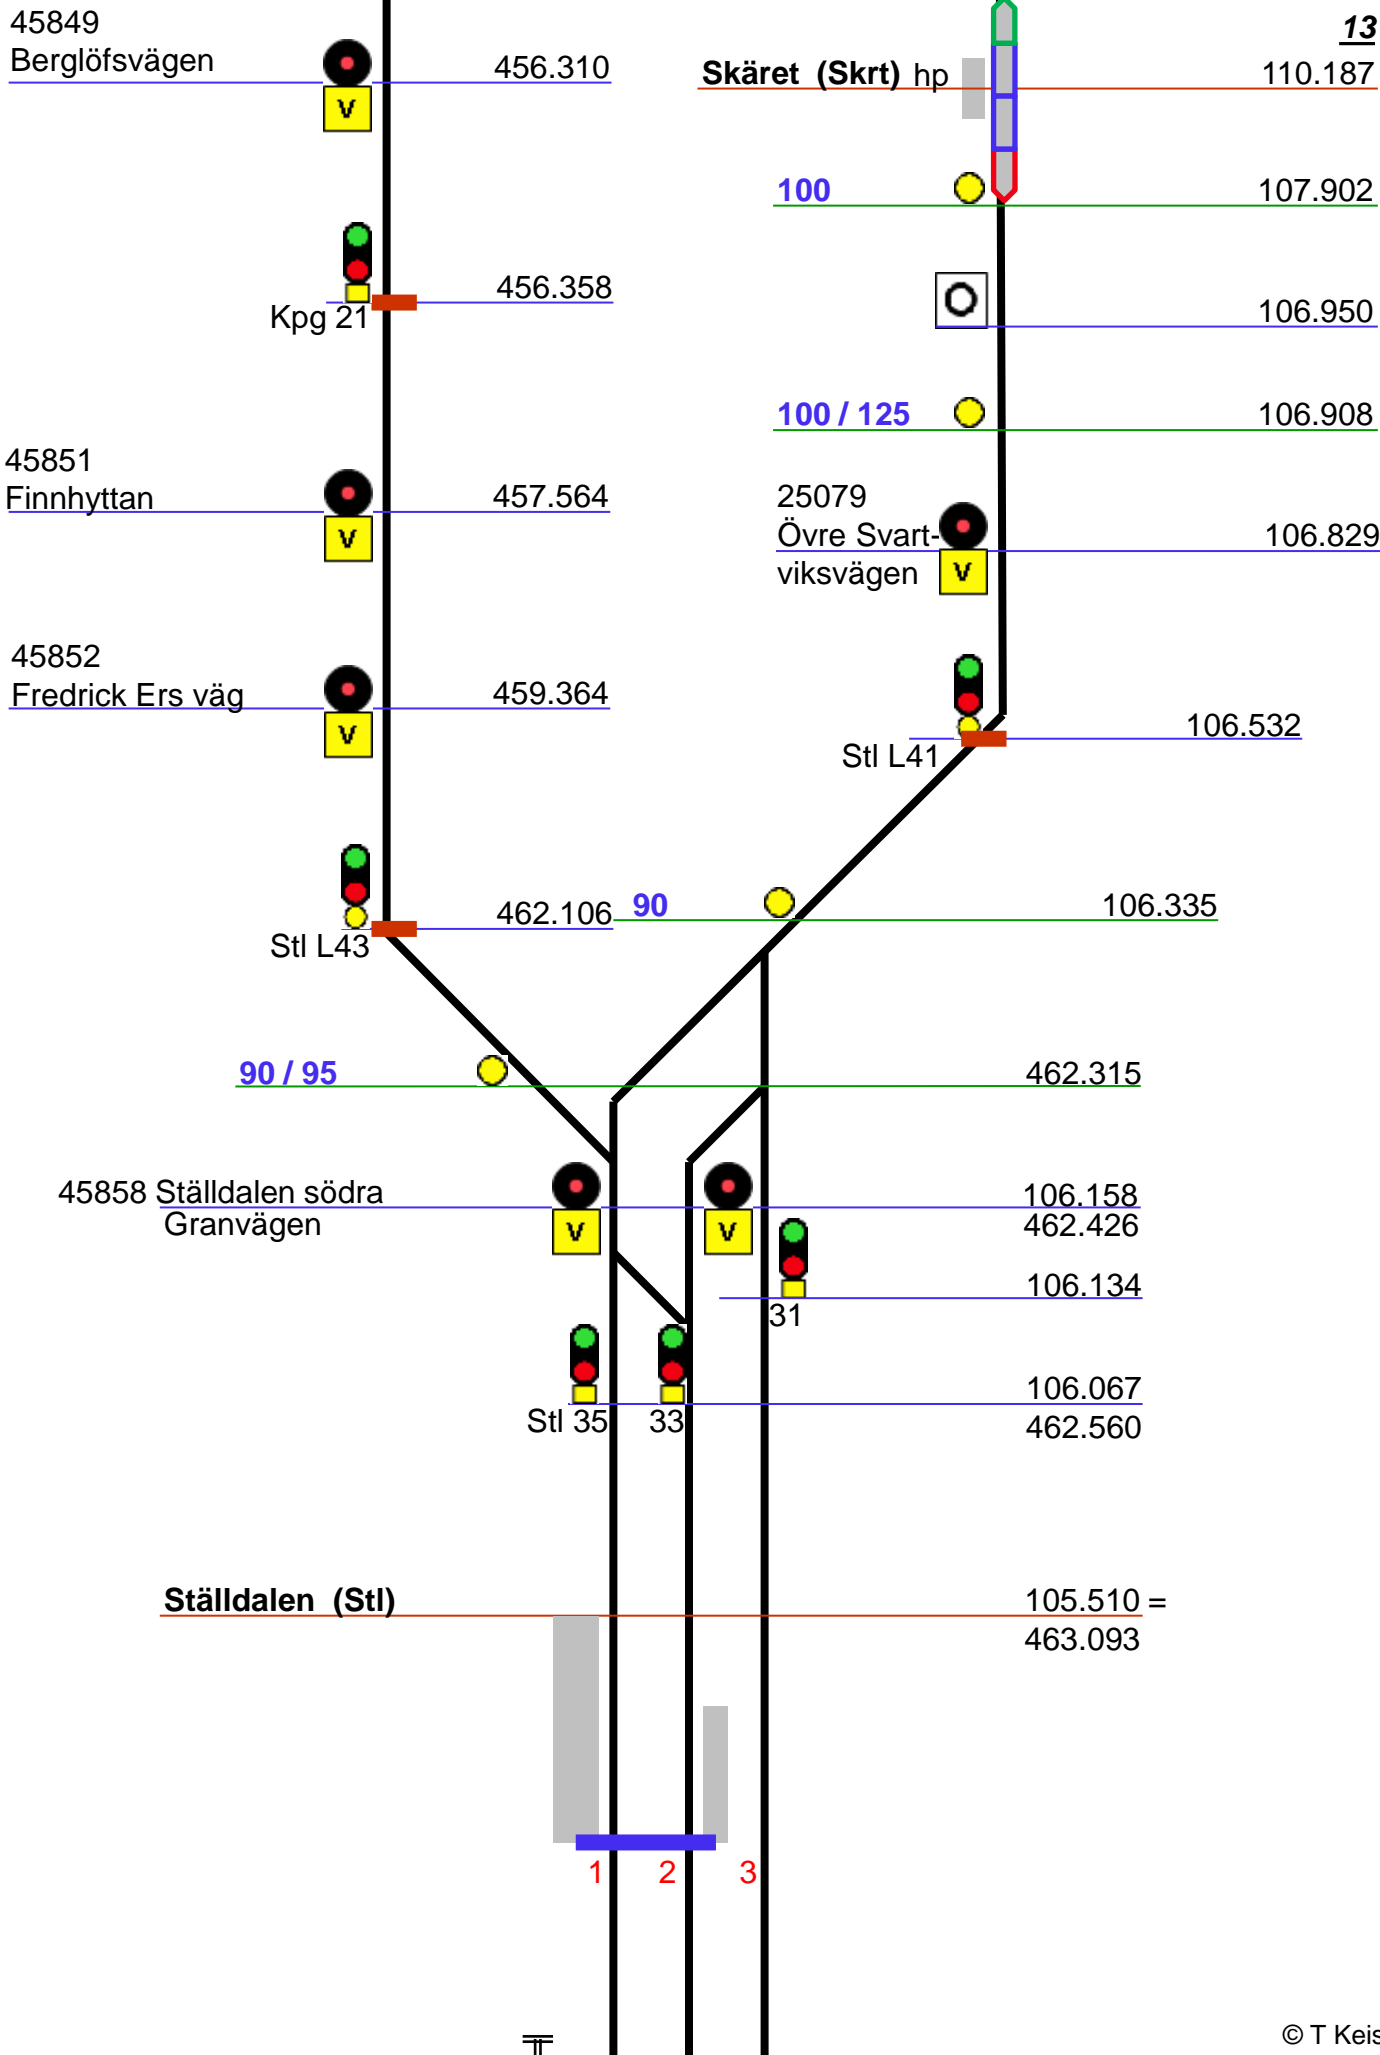 45849
Berglöfsvägen
456.310
V
Kpg 21
456.358
45851
Finnhyttan
457.564
V
45852
Fredrick Ers väg
459.364
V
Stl L43
462.106
13
Skäret (Skrt) hp
110.187
100
107.902
106.950
100 / 125
106.908
25079
Övre Svart-
viksvägen
106.829
V
Stl L41
106.532
90
106.335
90 / 95
462.315
45858 Ställdalen södra
Granvägen
V
V
106.158
462.426
106.134
31
106.067
Stl 35
33
462.560
Ställdalen (Stl)
105.510 =
463.093
1 2 3
© T Keis